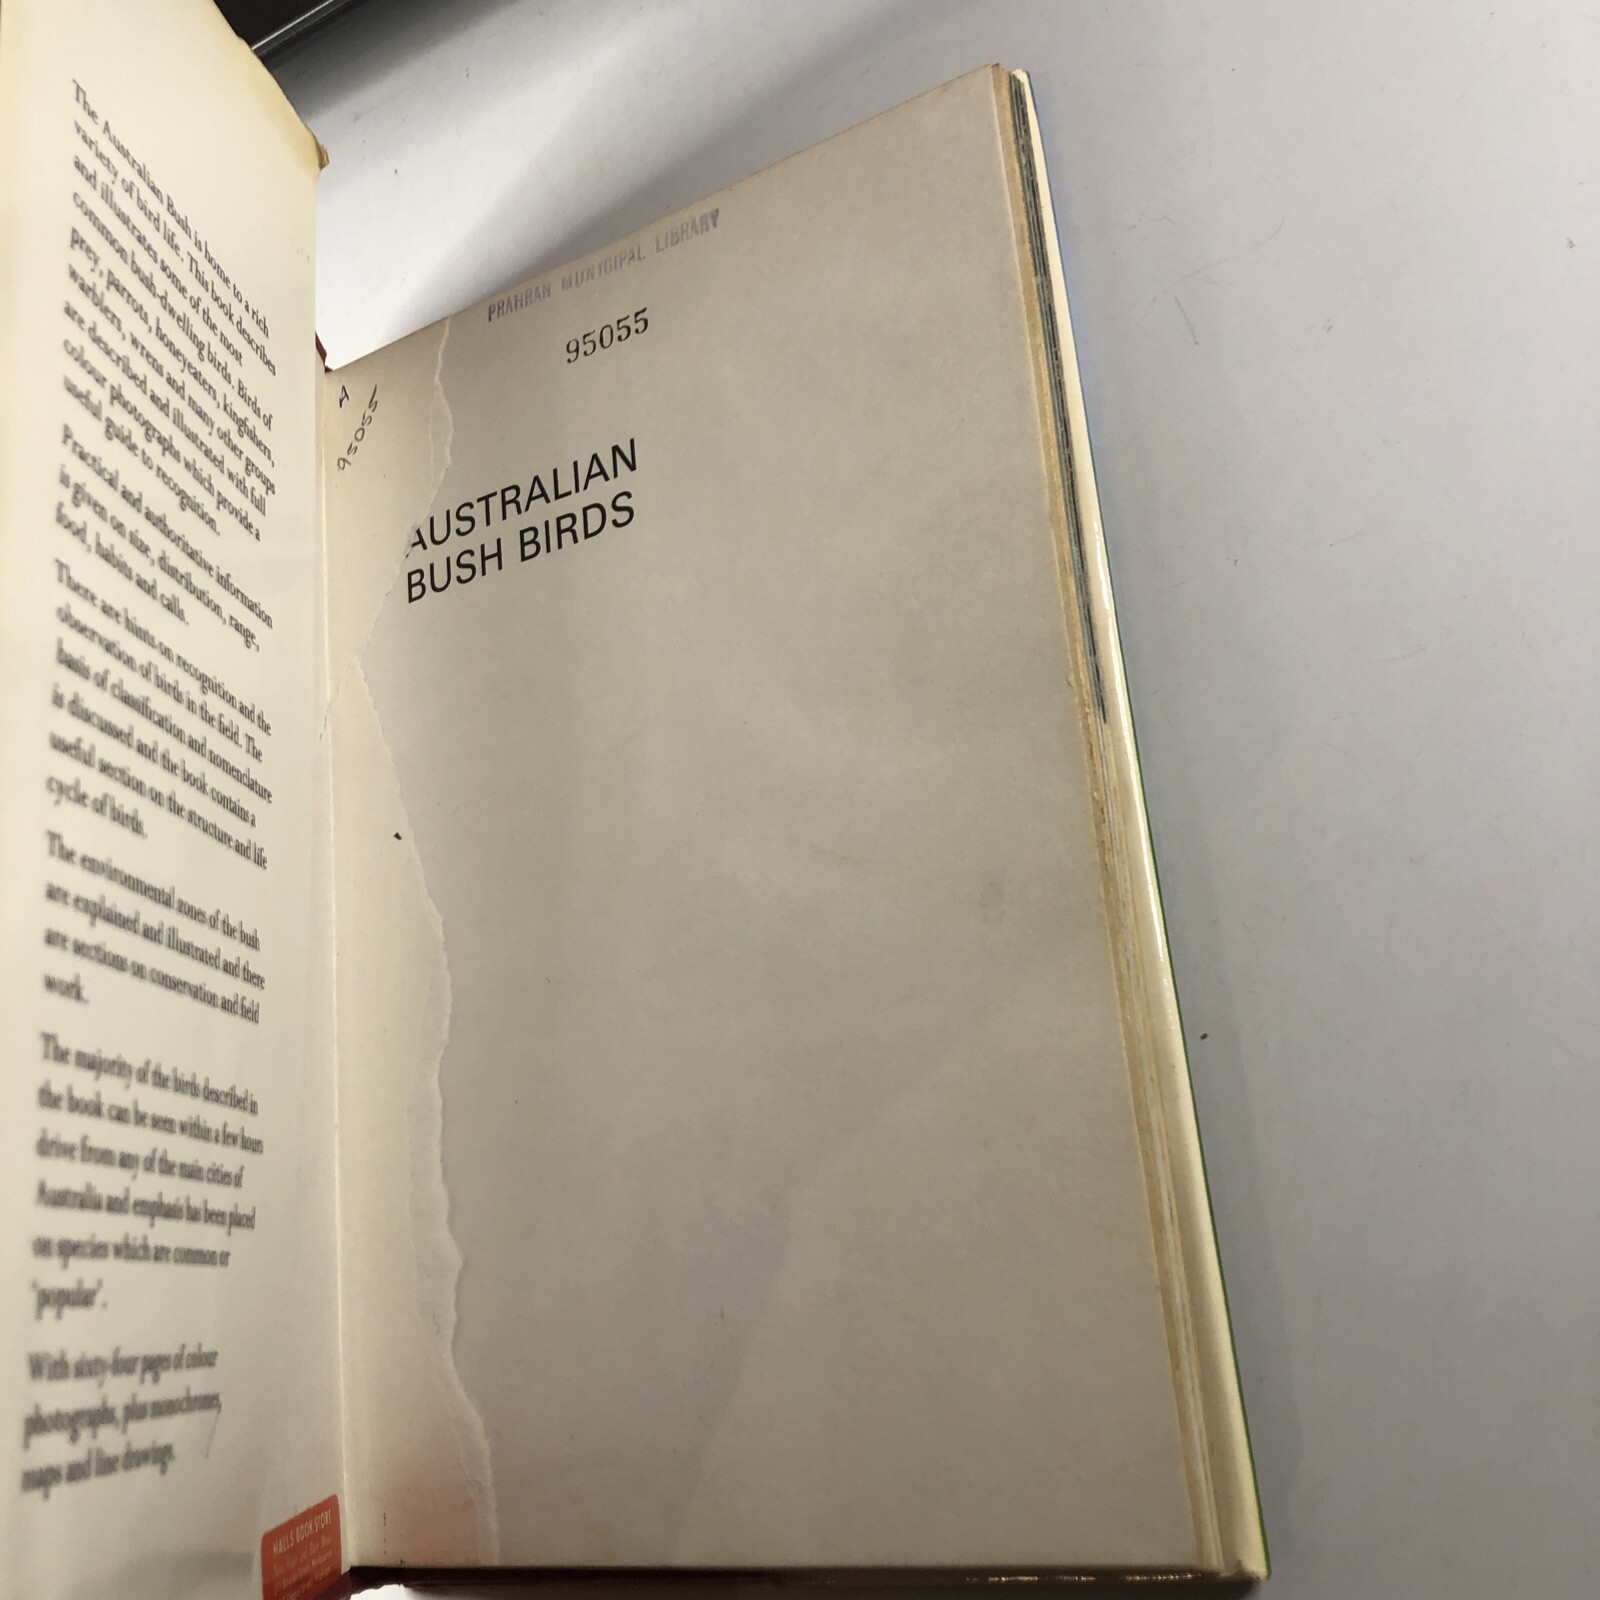 The Australian Bush is home to a rich
variety of bird life. This book describes
and illustrates some of the most
common bush-dwelling birds. Birds of
prey, parrots, honeyeaters, kingfishers,
warblers, wrens and many other groups
are described and illustrated with full
colour photographs which provide a
useful guide to recognition.
Practical and authoritative information
is given on size, distribution, range,
food, habits and calls.
There are hints on recognition and the
observation of birds in the field. The
basis of classification and nomenclature
is discussed and the book contains a
useful section on the structure and life
cycle of birds.
The environmental zones of the bush
are explained and illustrated and there
are sections on conservation and field
work.
The majority of the birds described in
the book can be seen within a few hours
drive from any of the main cities of
Australia and emphasis has been placed
on species which are common or
'popular'.
With sixty-four pages of colour
photographs, plus monochromes,
maps and line drawings.
HALLS BOOK STORE
PRAHRAN MUNICIPAL LIBRARY
95055
A
95055
AUSTRALIAN
BUSH BIRDS